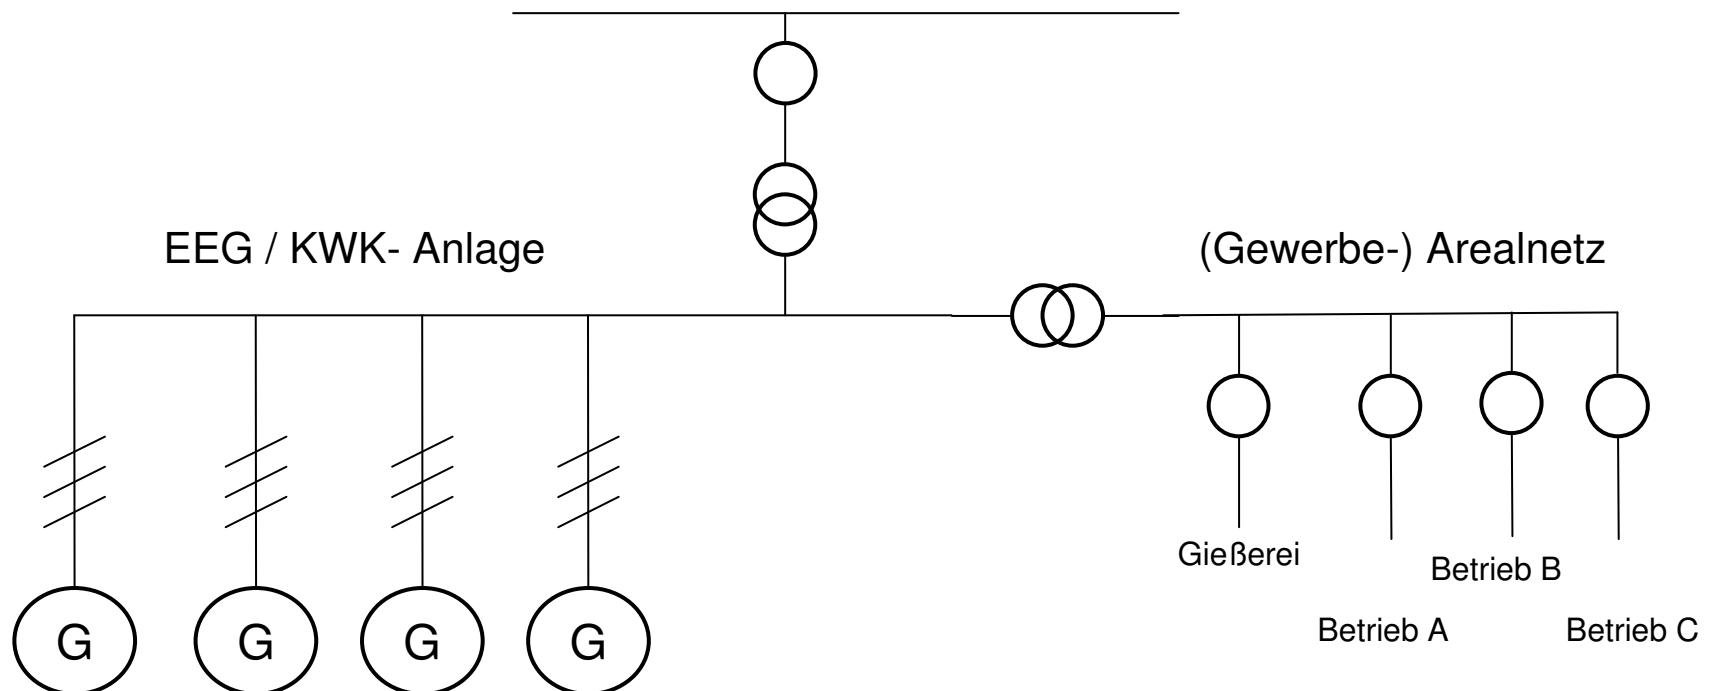 EEG / KWK- Anlage
(Gewerbe-) Arealnetz
Gießerei
Betrieb B
Betrieb A
Betrieb C
G
G
G
G